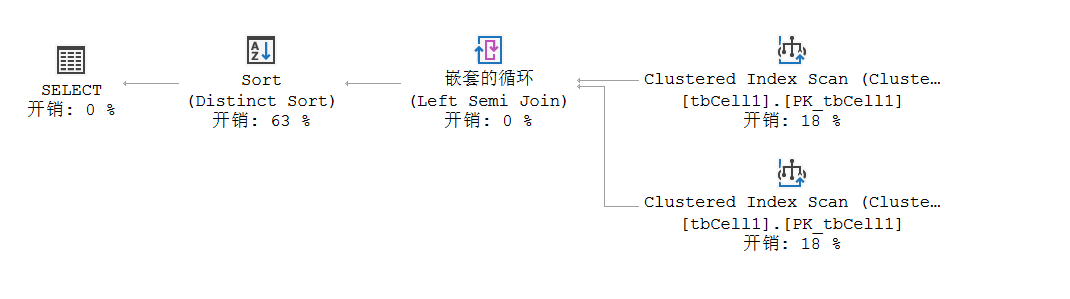 SELECT
开销: 0 %
Sort
(Distinct Sort)
开销: 63 %
嵌套的循环
(Left Semi Join)
开销: 0 %
Clustered Index Scan (Cluste…
[tbCell1].[PK_tbCell1]
开销: 18 %
Clustered Index Scan (Cluste…
[tbCell1].[PK_tbCell1]
开销: 18 %